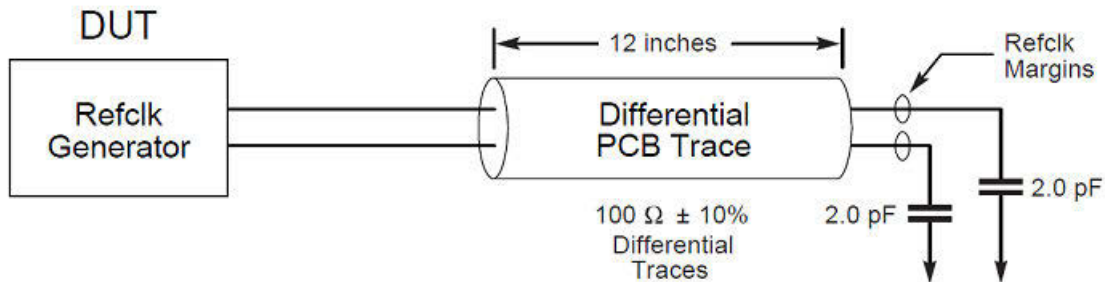 DUT
Refclk
Generator
12 inches
Differential
PCB Trace
Refclk
Margins
2.0 pF
2.0 pF
100 Ω ± 10%
Differential
Traces